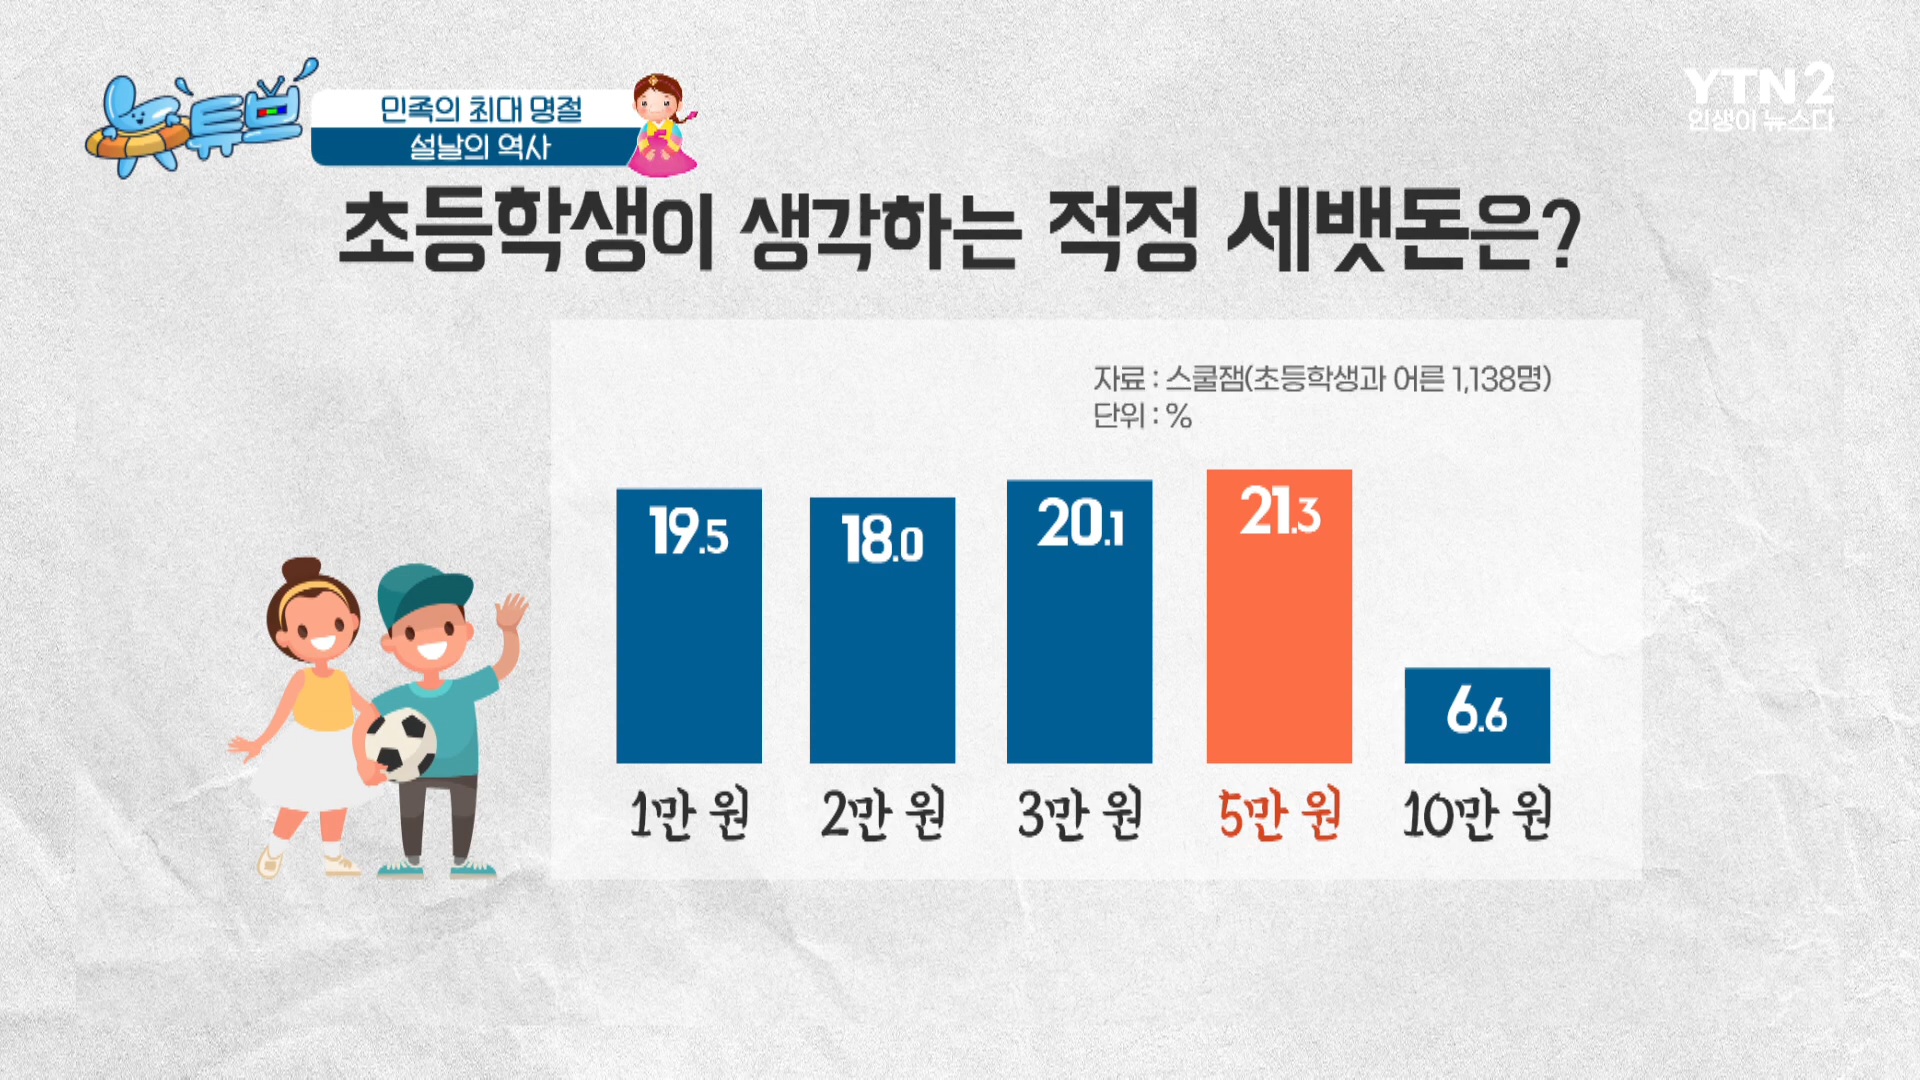 뉴튜브
민족의 최대 명절
설날의 역사
YTN2
인생이 뉴스다
초등학생이 생각하는 적정 세뱃돈은?
자료 : 스쿨잼(초등학생과 어른 1,138명)
단위 : %
19.5 18.0 20.1 21.3 6.6
1만 원 2만 원 3만 원 5만 원 10만 원